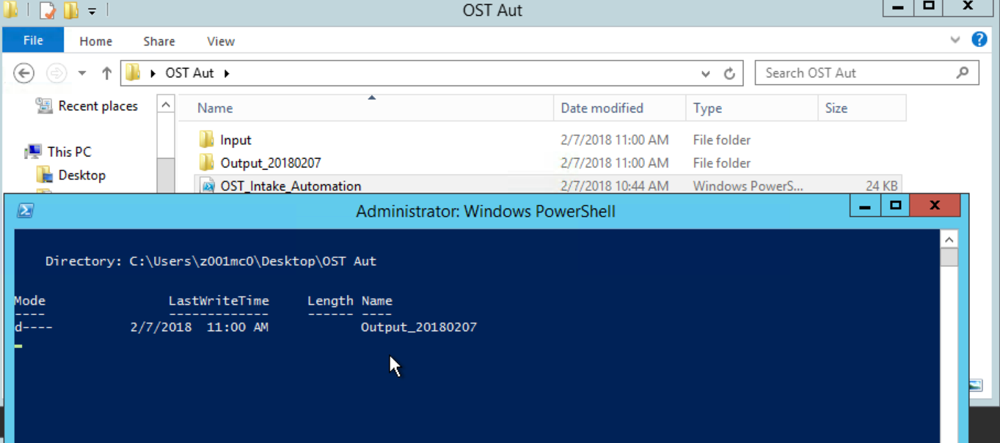 OST Aut
File Home Share View
OST Aut
Search OST Aut
Recent places
This PC
Desktop
Name Date modified Type Size
Input 2/7/2018 11:00 AM File folder
Output_20180207 2/7/2018 11:00 AM File folder
OST_Intake_Automation 2/7/2018 10:44 AM Windows PowerS... 24 KB
Administrator: Windows PowerShell
Directory: C:\Users\z001mc0\Desktop\OST Aut
Mode LastWriteTime Length Name
---- ------------- ------ ----
d---- 2/7/2018 11:00 AM Output_20180207